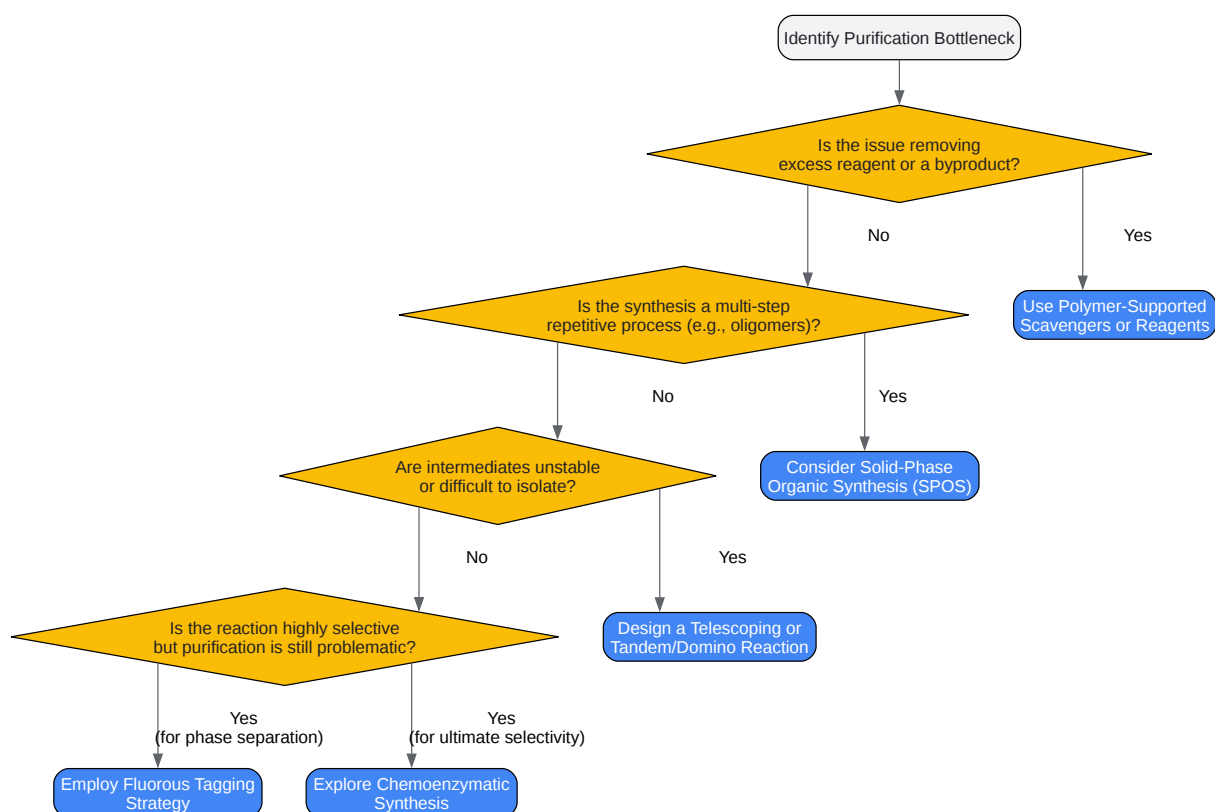 Identify Purification Bottleneck
Is the issue removing
excess reagent or a byproduct?
No
Yes
Is the synthesis a multi-step
repetitive process (e.g., oligomers)?
Use Polymer-Supported
Scavengers or Reagents
No
Yes
Are intermediates unstable
or difficult to isolate?
Consider Solid-Phase
Organic Synthesis (SPOS)
No
Yes
Is the reaction highly selective
but purification is still problematic?
Design a Telescoping or
Tandem/Domino Reaction
Yes
(for phase separation)
Yes
(for ultimate selectivity)
Employ Fluorous Tagging
Strategy
Explore Chemoenzymatic
Synthesis